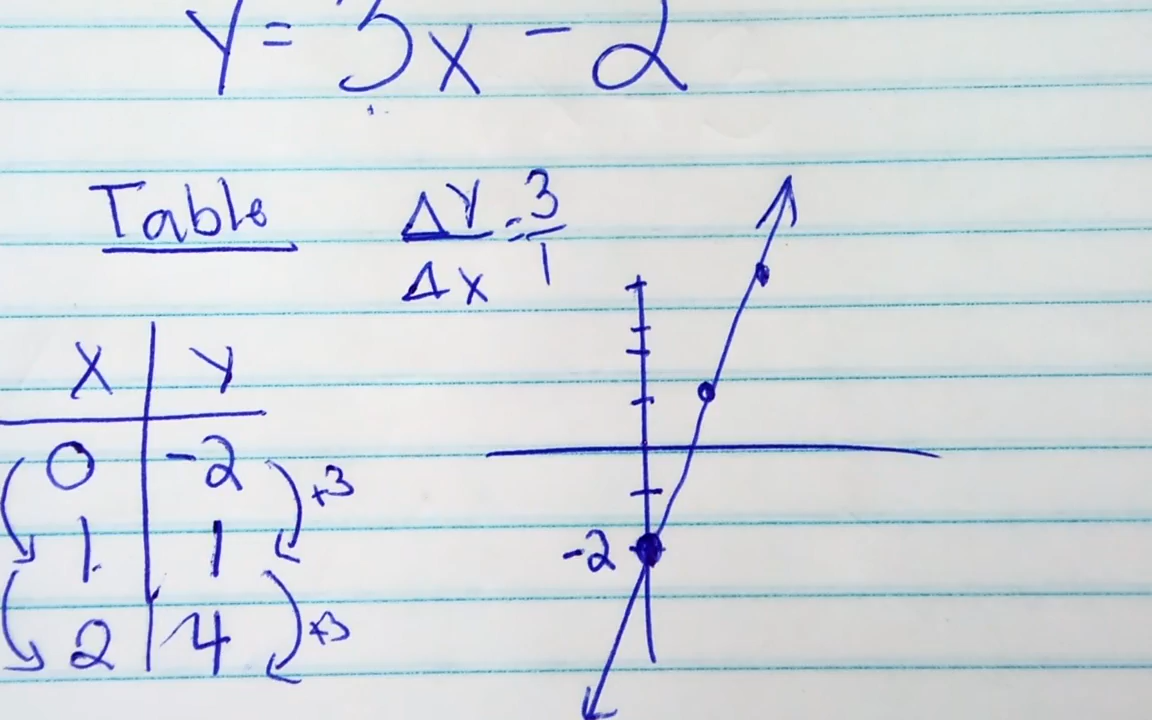 Y = 3x - 2
Table
ΔY = 3
ΔX 1
X Y
0 -2
+3
1 1
2 4
+3
-2